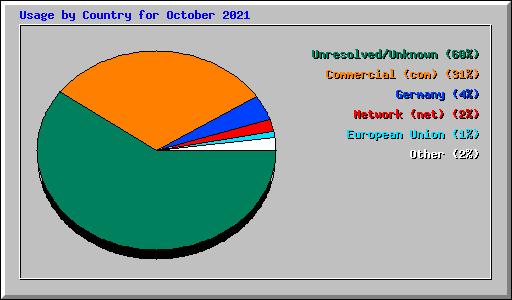 Usage by Country for October 2021
Unresolved/Unknown (60%)
Commercial (com) (31%)
Germany (4%)
Network (net) (2%)
European Union (1%)
Other (2%)